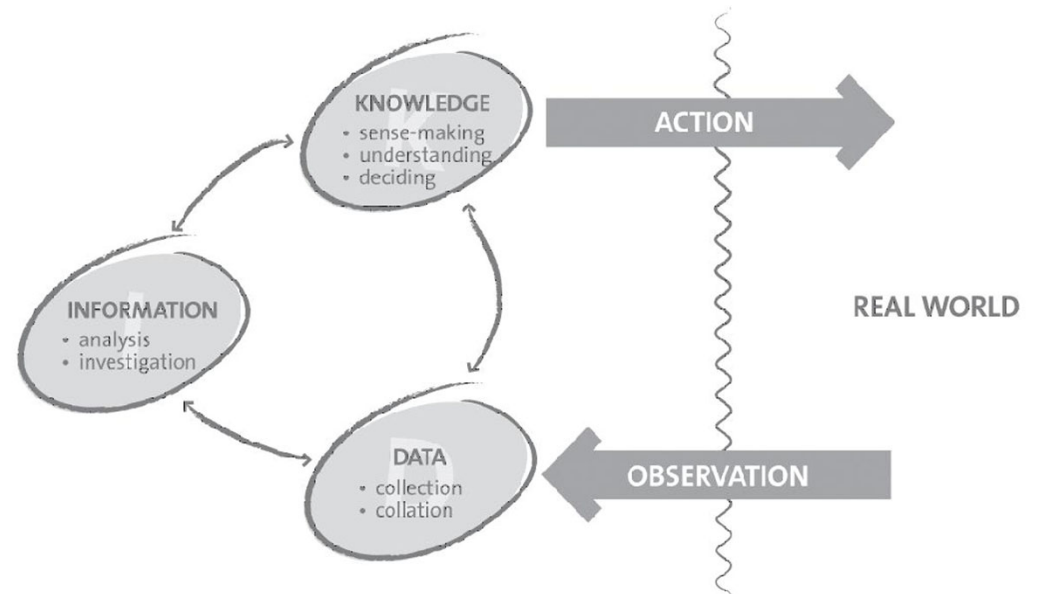 KNOWLEDGE
• sense-making
• understanding
• deciding
ACTION
INFORMATION
• analysis
• investigation
REAL WORLD
DATA
• collection
• collation
OBSERVATION
K
I
D